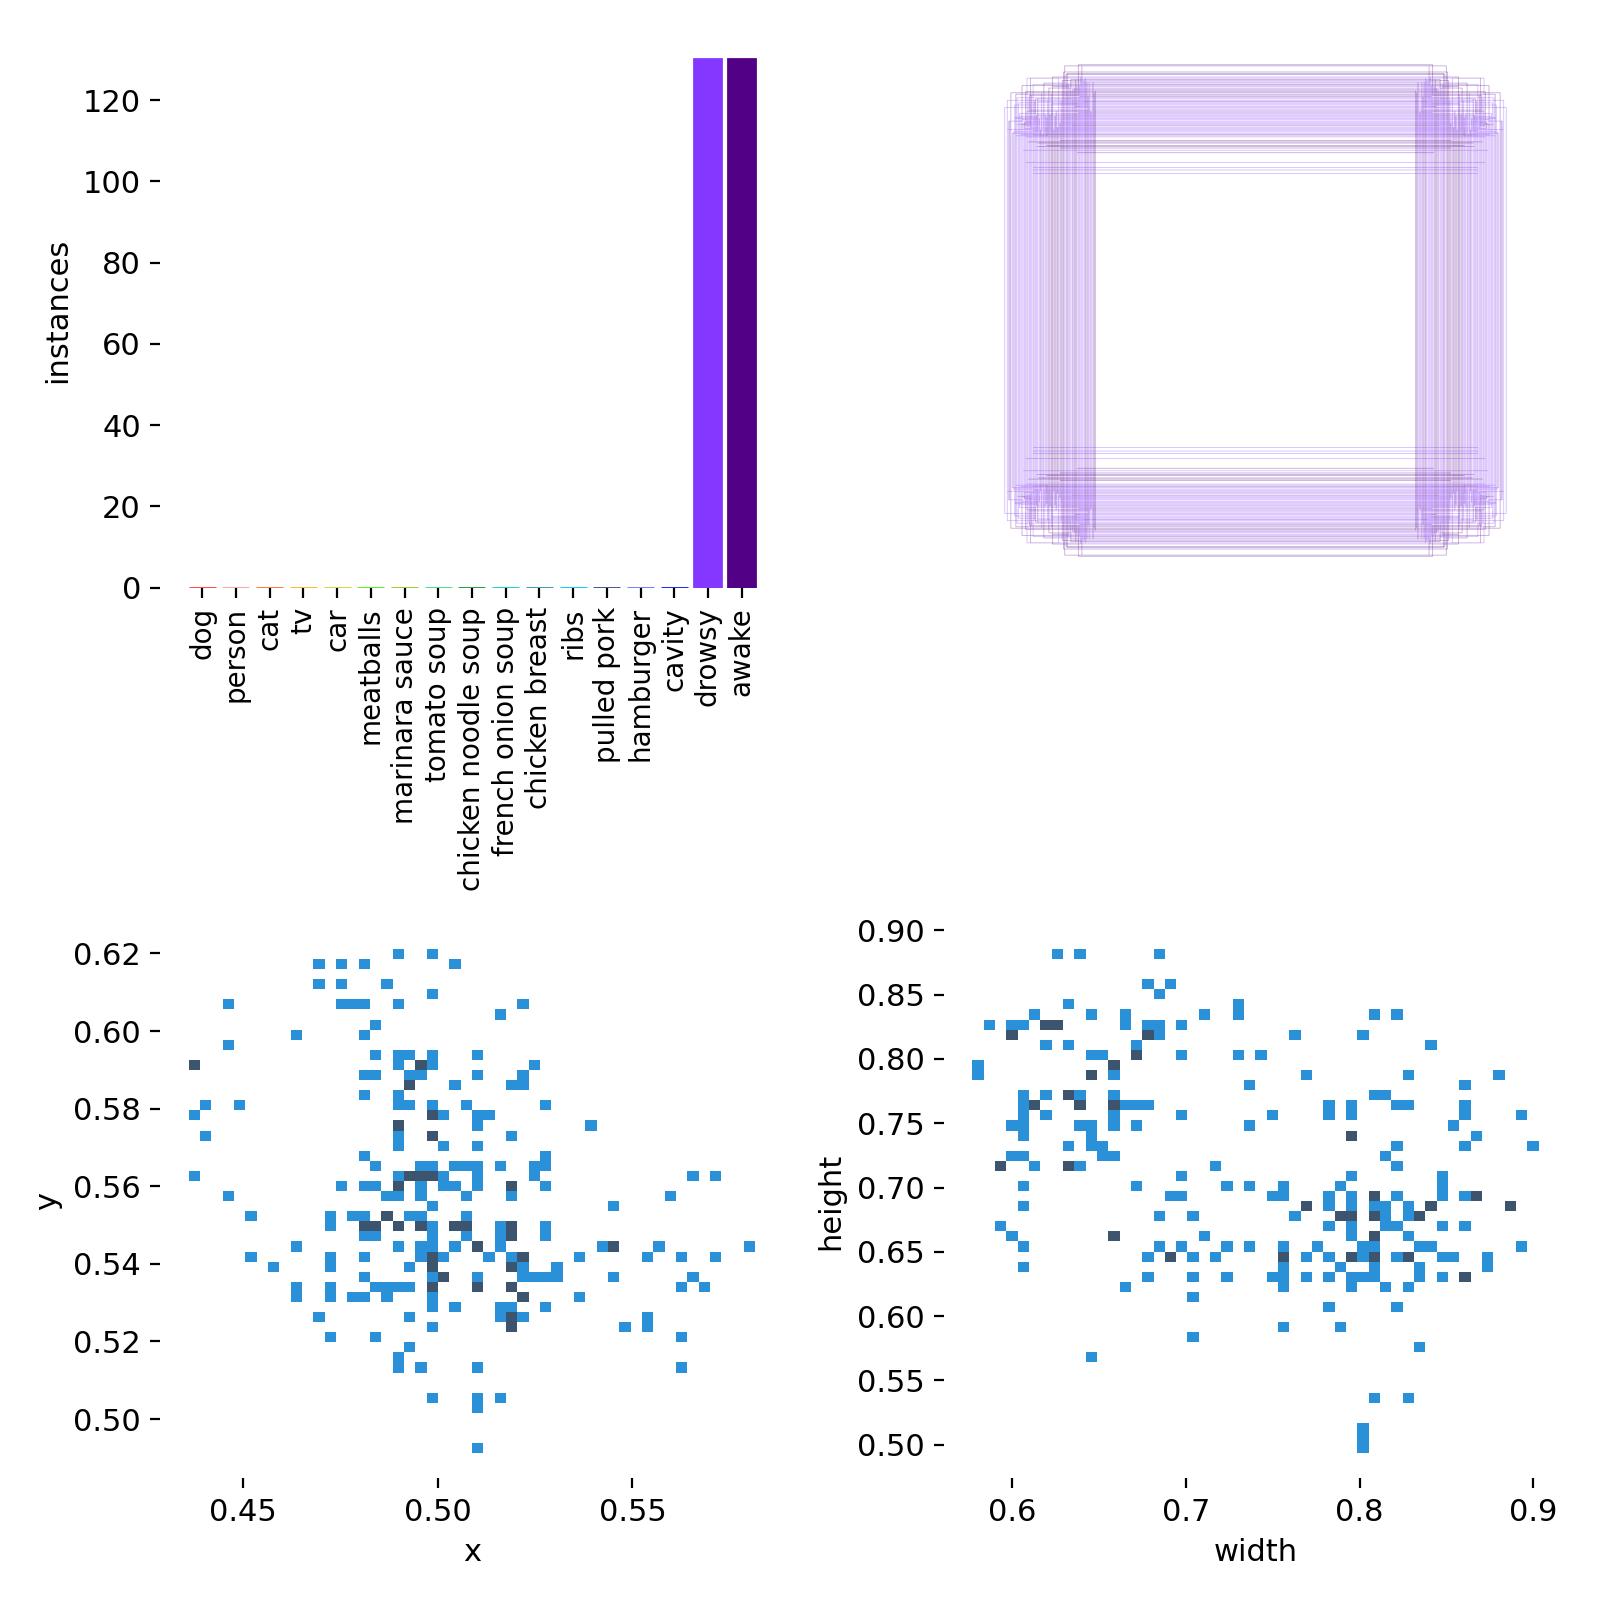 instances
120
100
80
60
40
20
0
dog
person
cat
tv
car
meatballs
marinara sauce
tomato soup
chicken noodle soup
french onion soup
chicken breast
ribs
pulled pork
hamburger
cavity
drowsy
awake
y
0.62
0.60
0.58
0.56
0.54
0.52
0.50
0.45 0.50 0.55
x
height
0.90
0.85
0.80
0.75
0.70
0.65
0.60
0.55
0.50
0.6 0.7 0.8 0.9
width